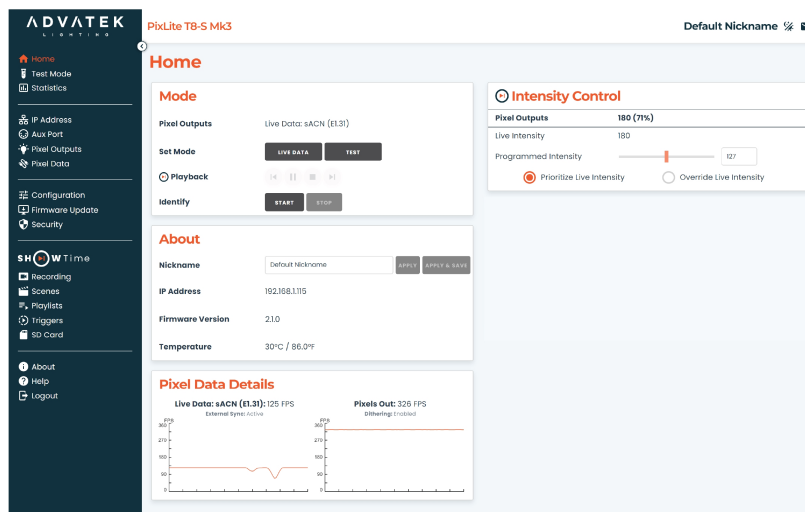 ADVATEK
LIGHTING
PixLite T8-S Mk3
Default Nickname
Home
Test Mode
Statistics
IP Address
Aux Port
Pixel Outputs
Pixel Data
Configuration
Firmware Update
Security
SHOWTime
Recording
Scenes
Playlists
Triggers
SD Card
About
Help
Logout
Home
Mode
Pixel Outputs Live Data: sACN (E1.31)
Set Mode LIVE DATA TEST
Playback
Identify START STOP
About
Nickname Default Nickname APPLY APPLY & SAVE
IP Address 192.168.1.115
Firmware Version 2.1.0
Temperature 30°C / 86.0°F
Pixel Data Details
Live Data: sACN (E1.31): 125 FPS
External Sync: Active
FPS
360
270
180
90
0
Pixels Out: 326 FPS
Dithering: Enabled
FPS
360
270
180
90
0
Intensity Control
Pixel Outputs 180 (71%)
Live Intensity 180
Programmed Intensity 127
Prioritize Live Intensity Override Live Intensity